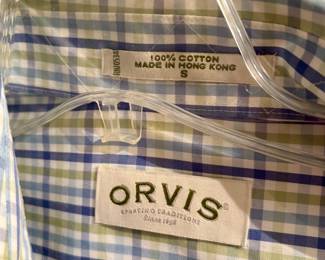 100% COTTON
MADE IN HONG KONG
S
ORVIS®
SPORTING TRADITIONS
Since 1856